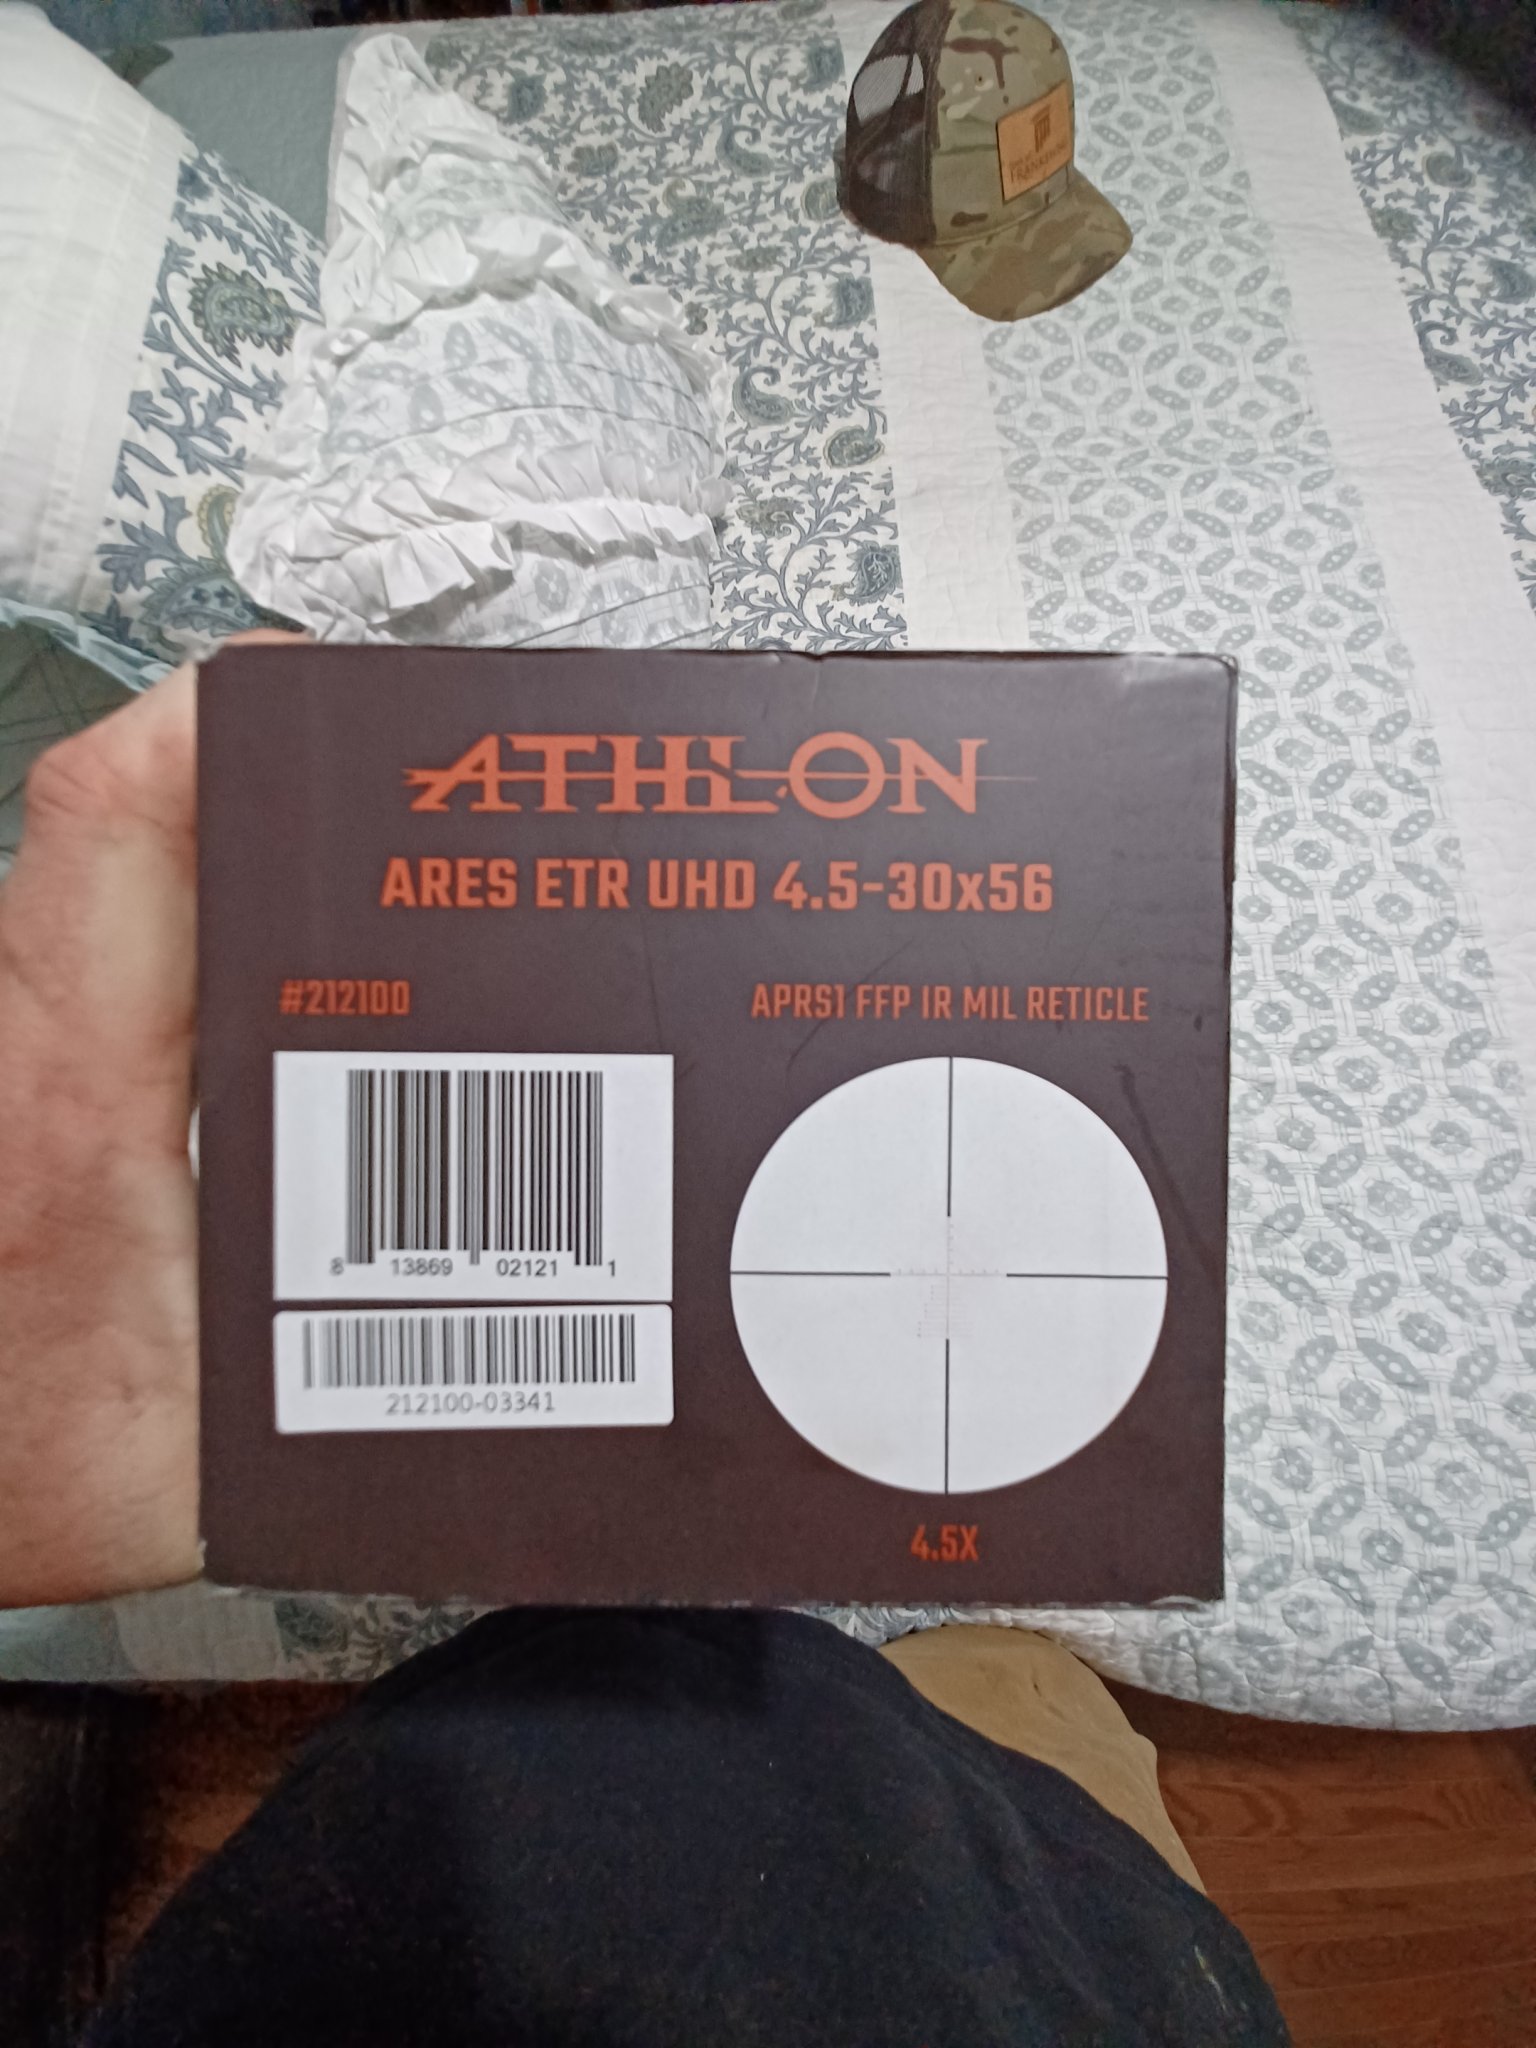 FRANKLIN
ATHLON
ARES ETR UHD 4.5-30x56
#212100
APRS1 FFP IR MIL RETICLE
8 13869 02121 1
212100-03341
4.5X